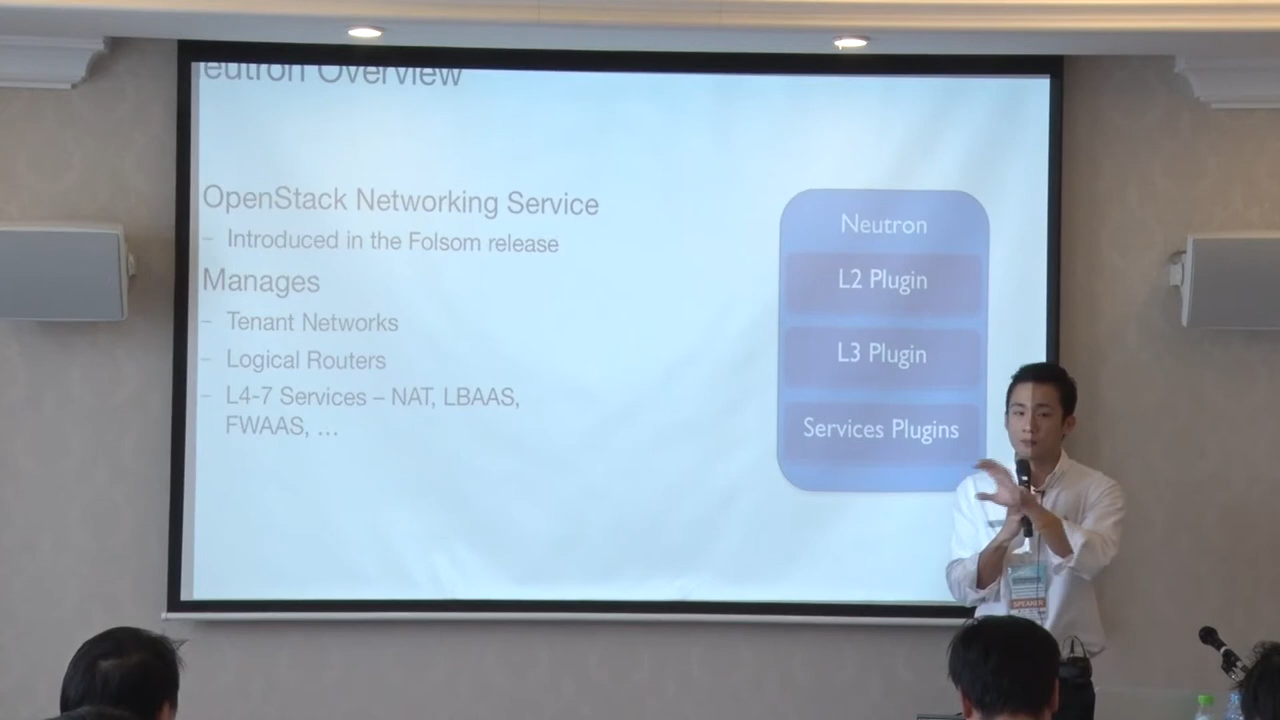 eutron Overview
OpenStack Networking Service
– Introduced in the Folsom release
Manages
– Tenant Networks
– Logical Routers
– L4-7 Services – NAT, LBAAS,
FWAAS, ...
Neutron
L2 Plugin
L3 Plugin
Services Plugins
SPEAKER